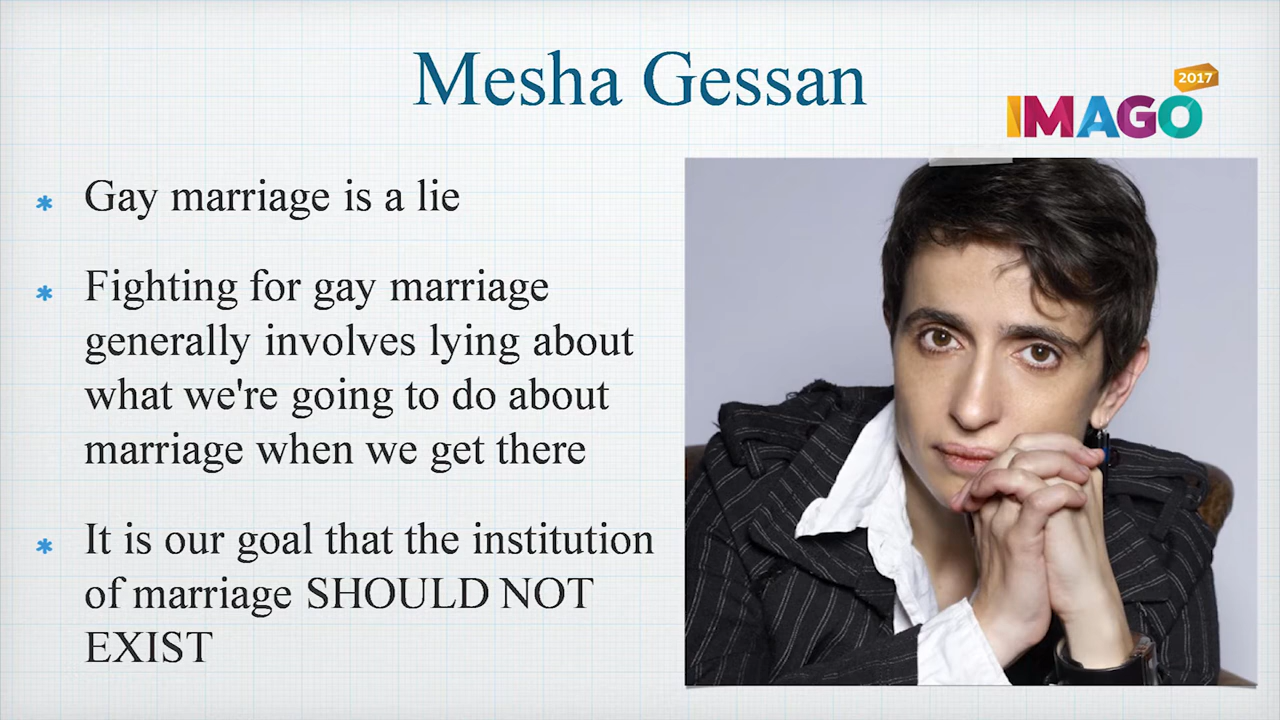 Mesha Gessan
2017
IMAGO
Gay marriage is a lie
Fighting for gay marriage
generally involves lying about
what we're going to do about
marriage when we get there
It is our goal that the institution
of marriage SHOULD NOT
EXIST